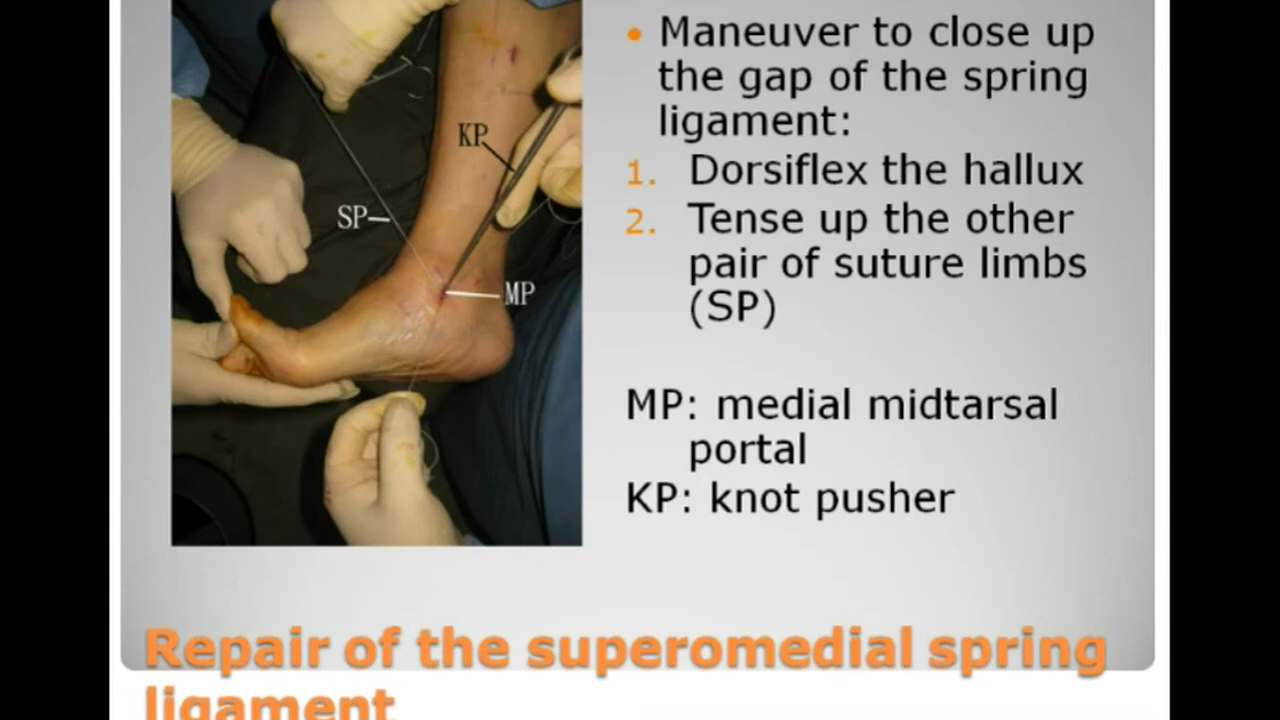 KP
SP
MP
• Maneuver to close up
the gap of the spring
ligament:
1. Dorsiflex the hallux
2. Tense up the other
pair of suture limbs
(SP)
MP: medial midtarsal
portal
KP: knot pusher
Repair of the superomedial spring
ligament